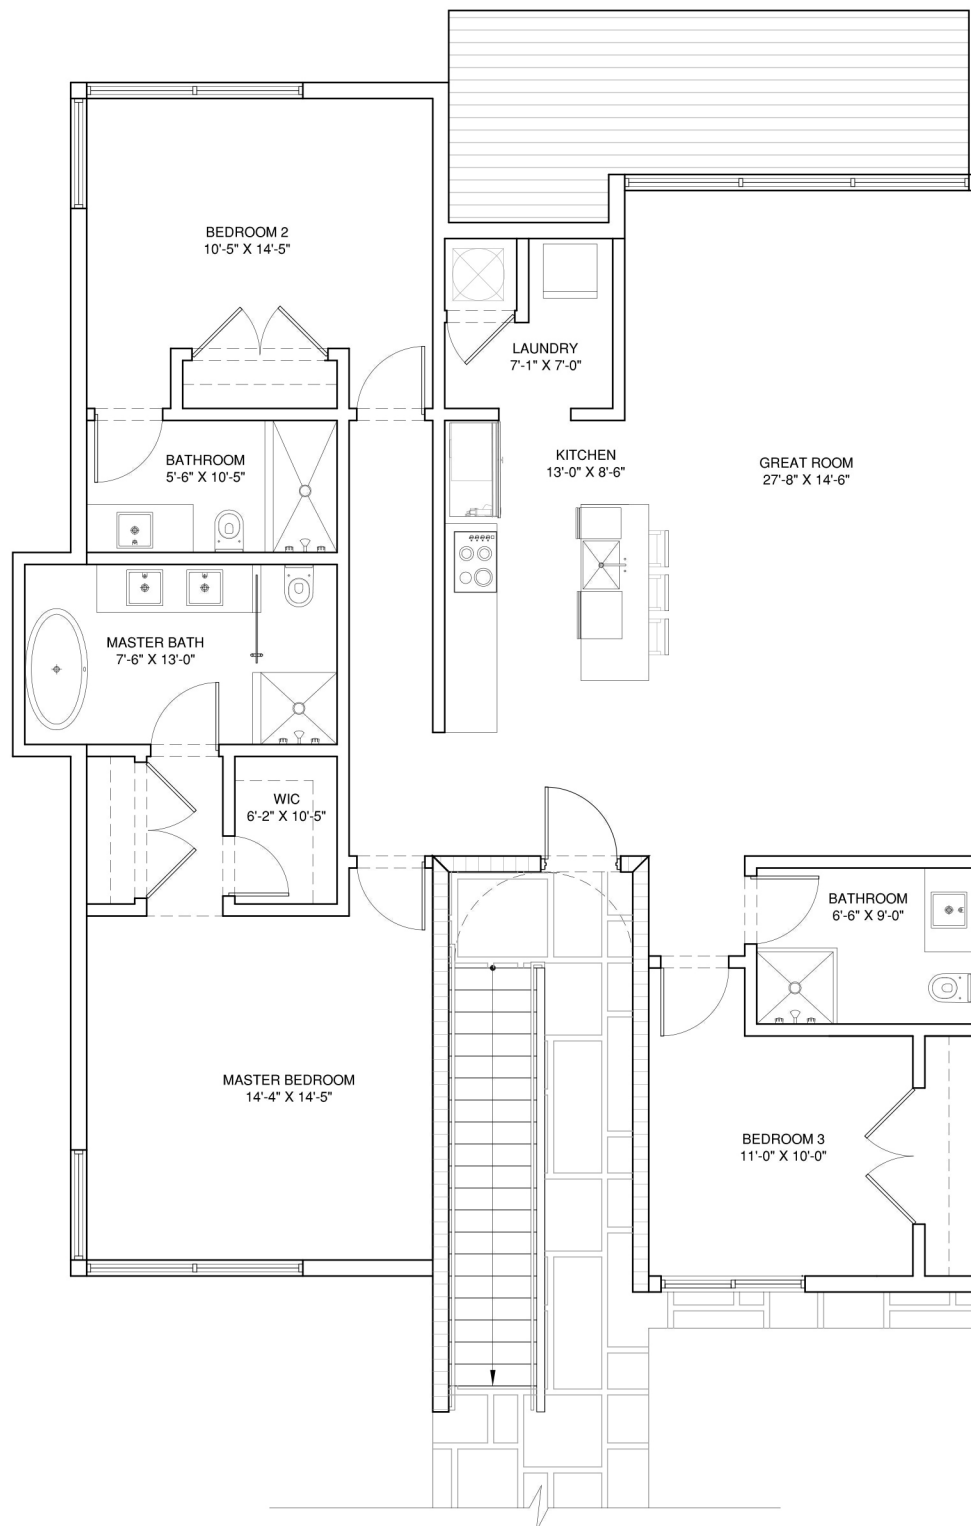 BEDROOM 2
10'-5" X 14'-5"
LAUNDRY
7'-1" X 7'-0"
BATHROOM
5'-6" X 10'-5"
KITCHEN
13'-0" X 8'-6"
GREAT ROOM
27'-8" X 14'-6"
MASTER BATH
7'-6" X 13'-0"
WIC
6'-2" X 10'-5"
BATHROOM
6'-6" X 9'-0"
MASTER BEDROOM
14'-4" X 14'-5"
BEDROOM 3
11'-0" X 10'-0"